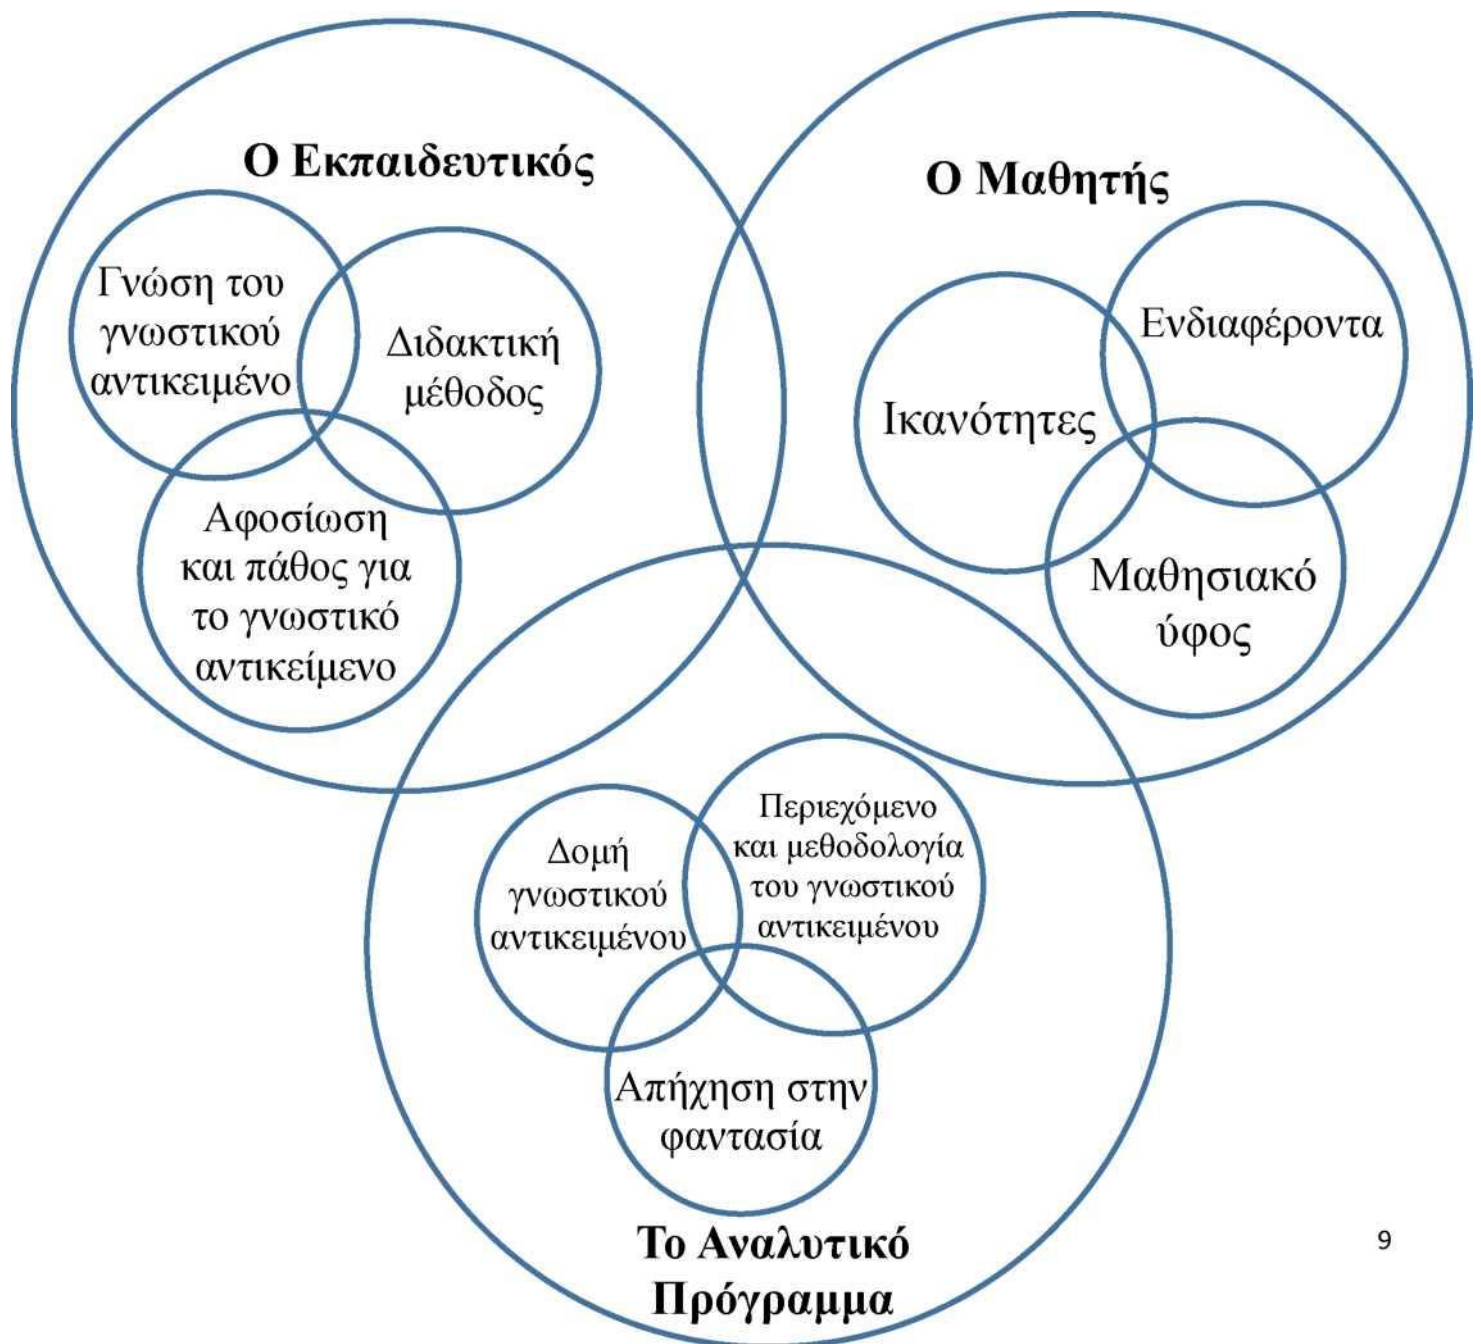 Ο Εκπαιδευτικός
Γνώση του
γνωστικού
αντικειμένο
Διδακτική
μέθοδος
Αφοσίωση
και πάθος για
το γνωστικό
αντικείμενο
Ο Μαθητής
Ενδιαφέροντα
Ικανότητες
Μαθησιακό
ύφος
Δομή
γνωστικού
αντικειμένου
Περιεχόμενο
και μεθοδολογία
του γνωστικού
αντικειμένου
Απήχηση στην
φαντασία
Το Αναλυτικό
Πρόγραμμα
9